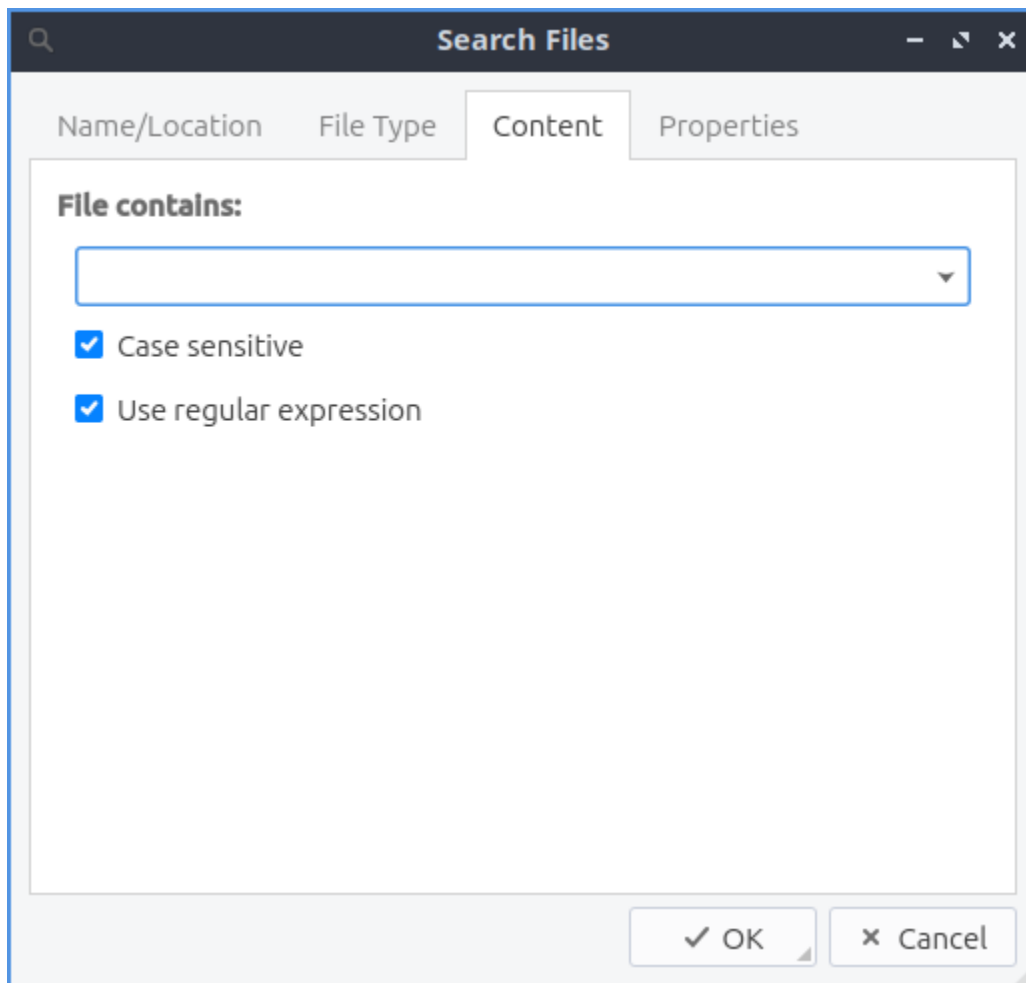 Search Files
Name/Location File Type Content Properties
File contains:
Case sensitive
Use regular expression
OK Cancel